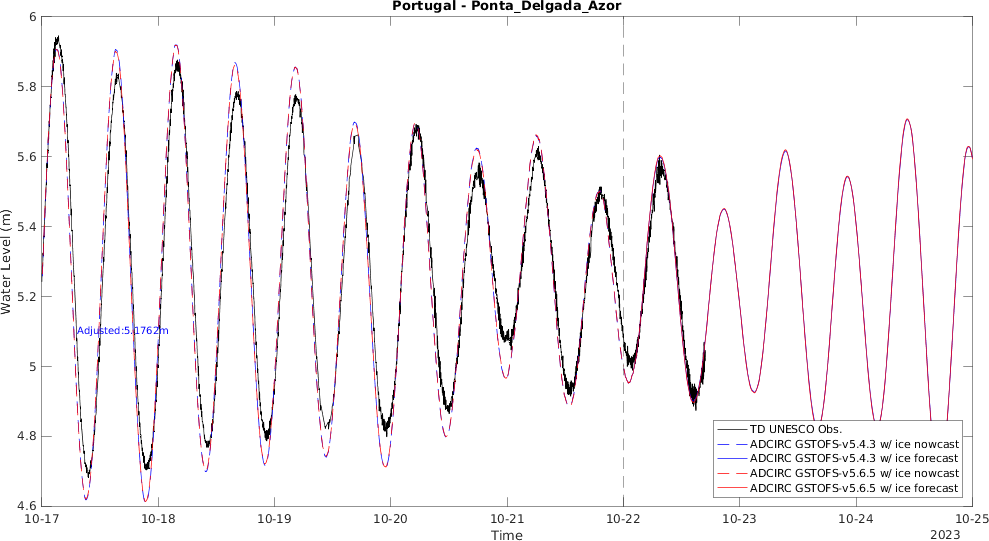 Portugal - Ponta_Delgada_Azor
6
5.8
5.6
5.4
5.2
5
4.8
4.6
Water Level (m)
Adjusted:5.1762m
TD UNESCO Obs.
ADCIRC GSTOFS-v5.4.3 w/ ice nowcast
ADCIRC GSTOFS-v5.4.3 w/ ice forecast
ADCIRC GSTOFS-v5.6.5 w/ ice nowcast
ADCIRC GSTOFS-v5.6.5 w/ ice forecast
10-17 10-18 10-19 10-20 10-21 10-22 10-23 10-24 10-25
Time
2023